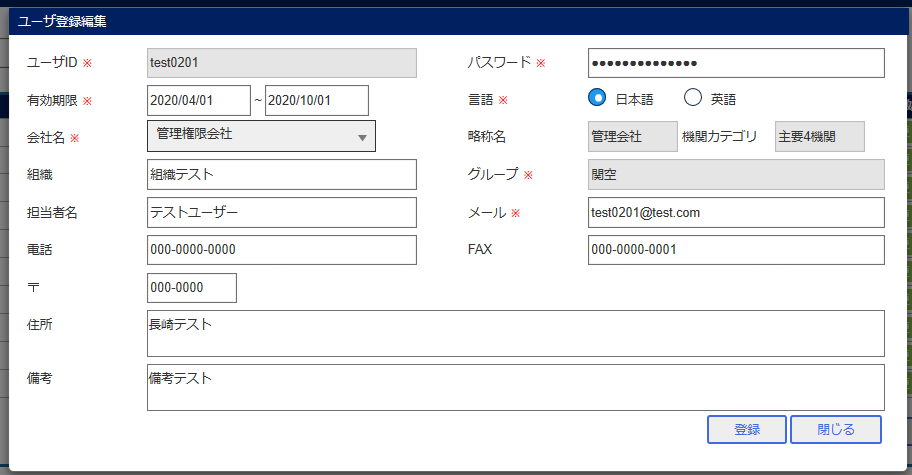 ユーザ登録編集
ユーザID ※ test0201 パスワード ※ ●●●●●●●●●●●●●●
有効期限 ※ 2020/04/01 ~ 2020/10/01 言語 ※ 日本語 英語
会社名 ※ 管理権限会社 略称名 管理会社 機関カテゴリ 主要4機関
組織 組織テスト グループ ※ 関空
担当者名 テストユーザー メール ※ test0201@test.com
電話 000-0000-0000 FAX 000-0000-0001
〒 000-0000
住所 長崎テスト
備考 備考テスト
登録 閉じる